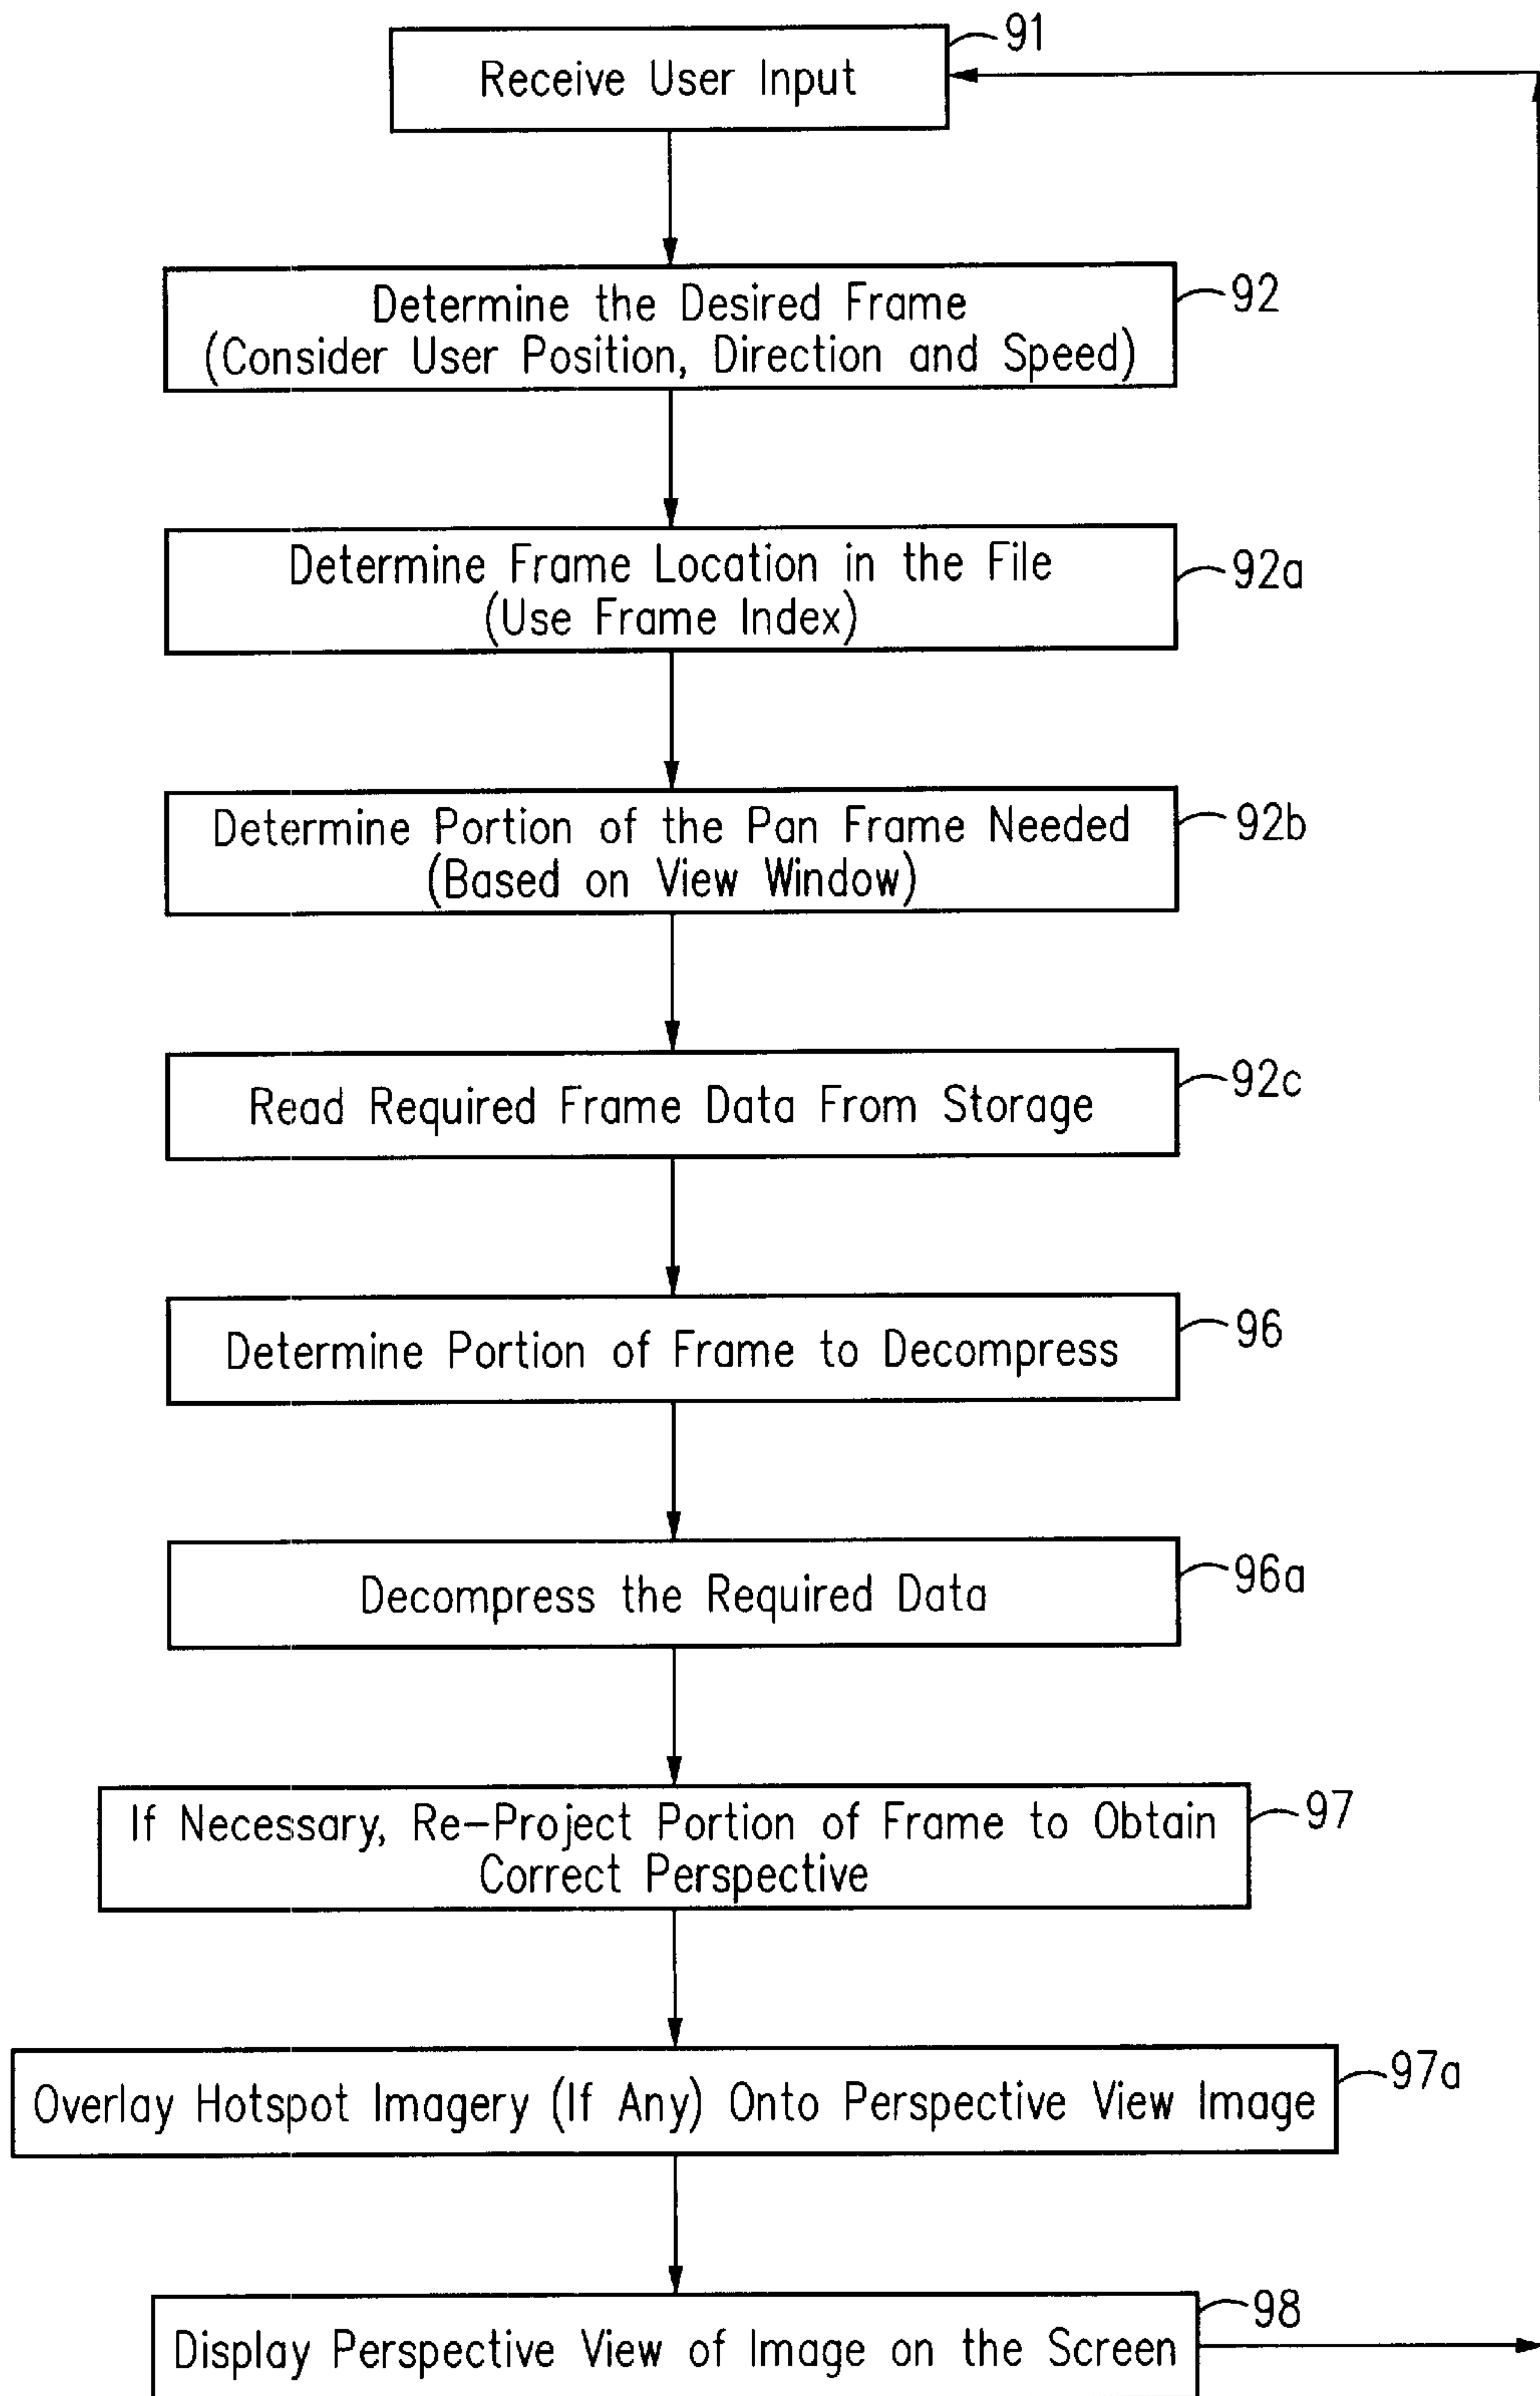 Receive User Input
91
Determine the Desired Frame
(Consider User Position, Direction and Speed)
92
Determine Frame Location in the File
(Use Frame Index)
92a
Determine Portion of the Pan Frame Needed
(Based on View Window)
92b
Read Required Frame Data From Storage
92c
Determine Portion of Frame to Decompress
96
Decompress the Required Data
96a
If Necessary, Re-Project Portion of Frame to Obtain
Correct Perspective
97
Overlay Hotspot Imagery (If Any) Onto Perspective View Image
97a
Display Perspective View of Image on the Screen
98